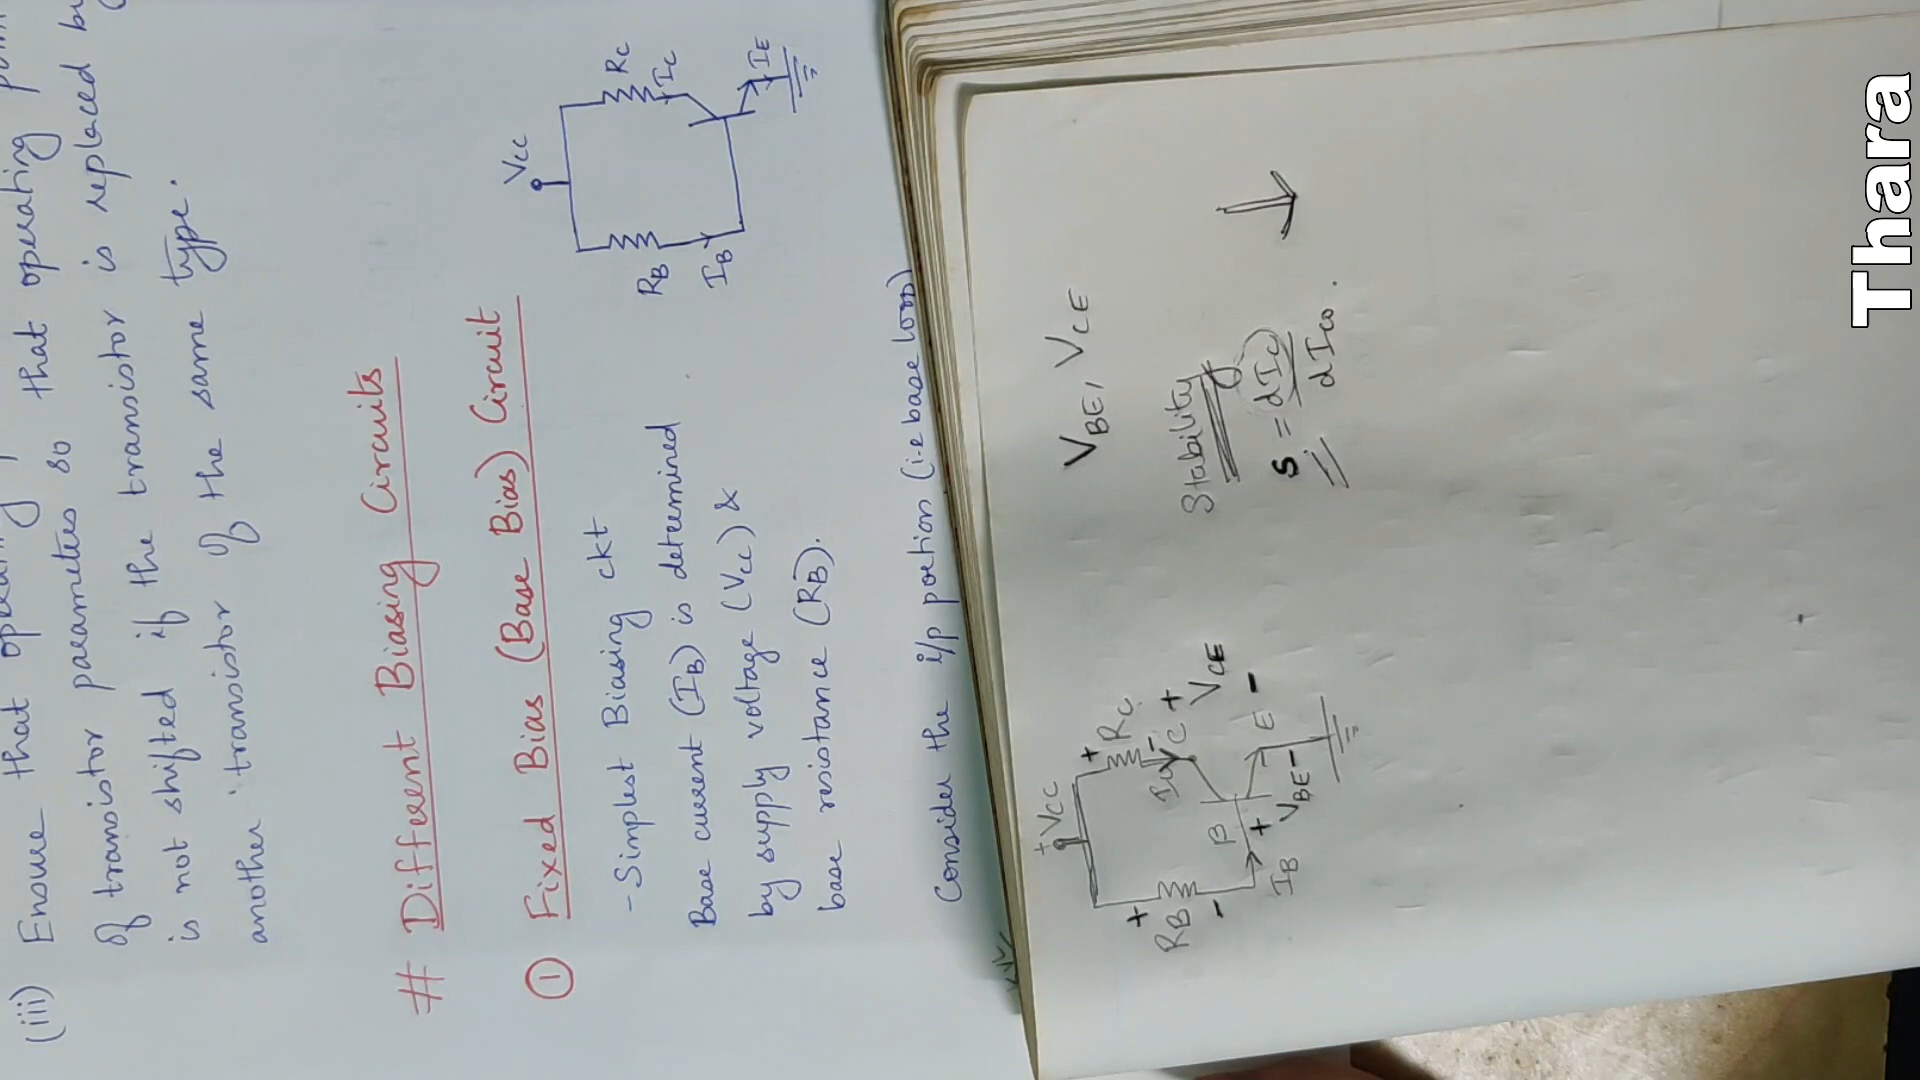 (iii) Ensure that
of transistor parameters so that operating
is not shifted if the transistor is replaced by
another transistor of the same type.
# Different Biasing Circuits
① Fixed Bias (Base Bias) Circuit
- Simplest Biasing ckt
Base current (IB) is determined
by supply voltage (Vcc) &
base resistance (RB).
Vcc
RB
RC
IC
IB
IE
Consider the i/p portion (i.e base loop)
+VCC
+
RB
-
+
RC
-
IC
C
+
VCE
-
B
IB
+
VBE
-
E
VBE, VCE
Stability
S = dIc
dIco.
Thara